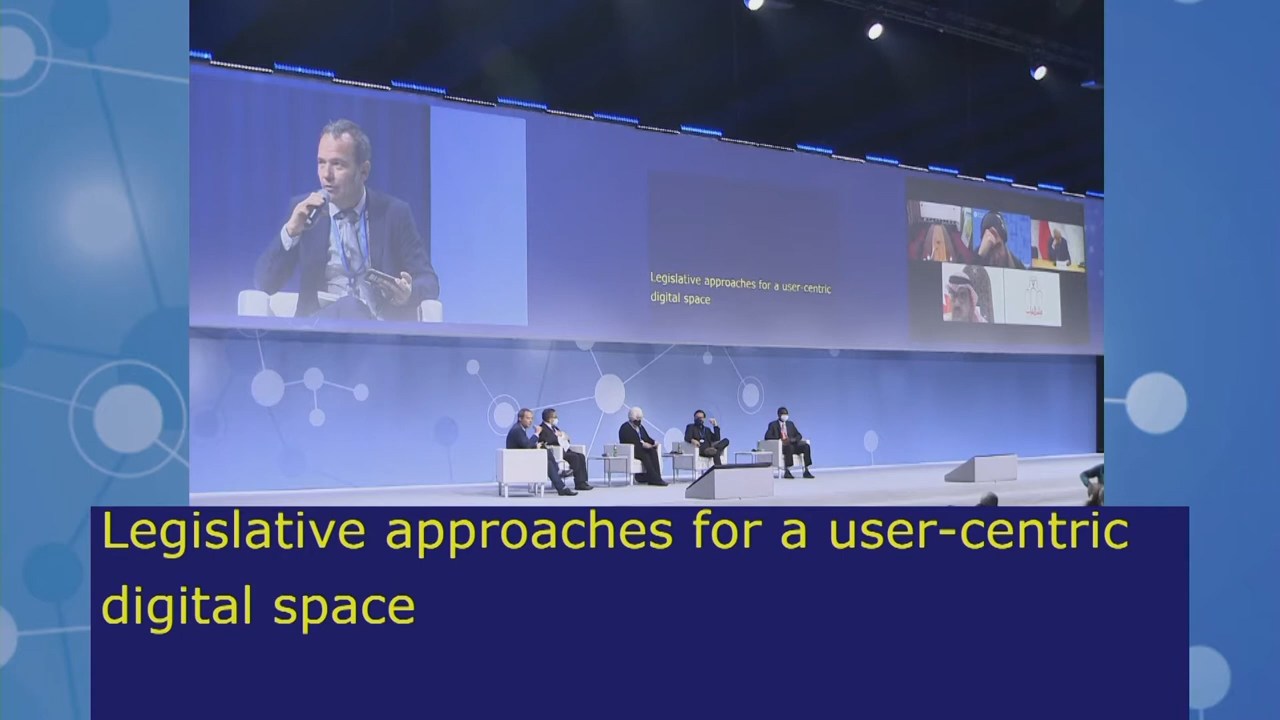 Legislative approaches for a user-centric
digital space
Legislative approaches for a user-centric
digital space